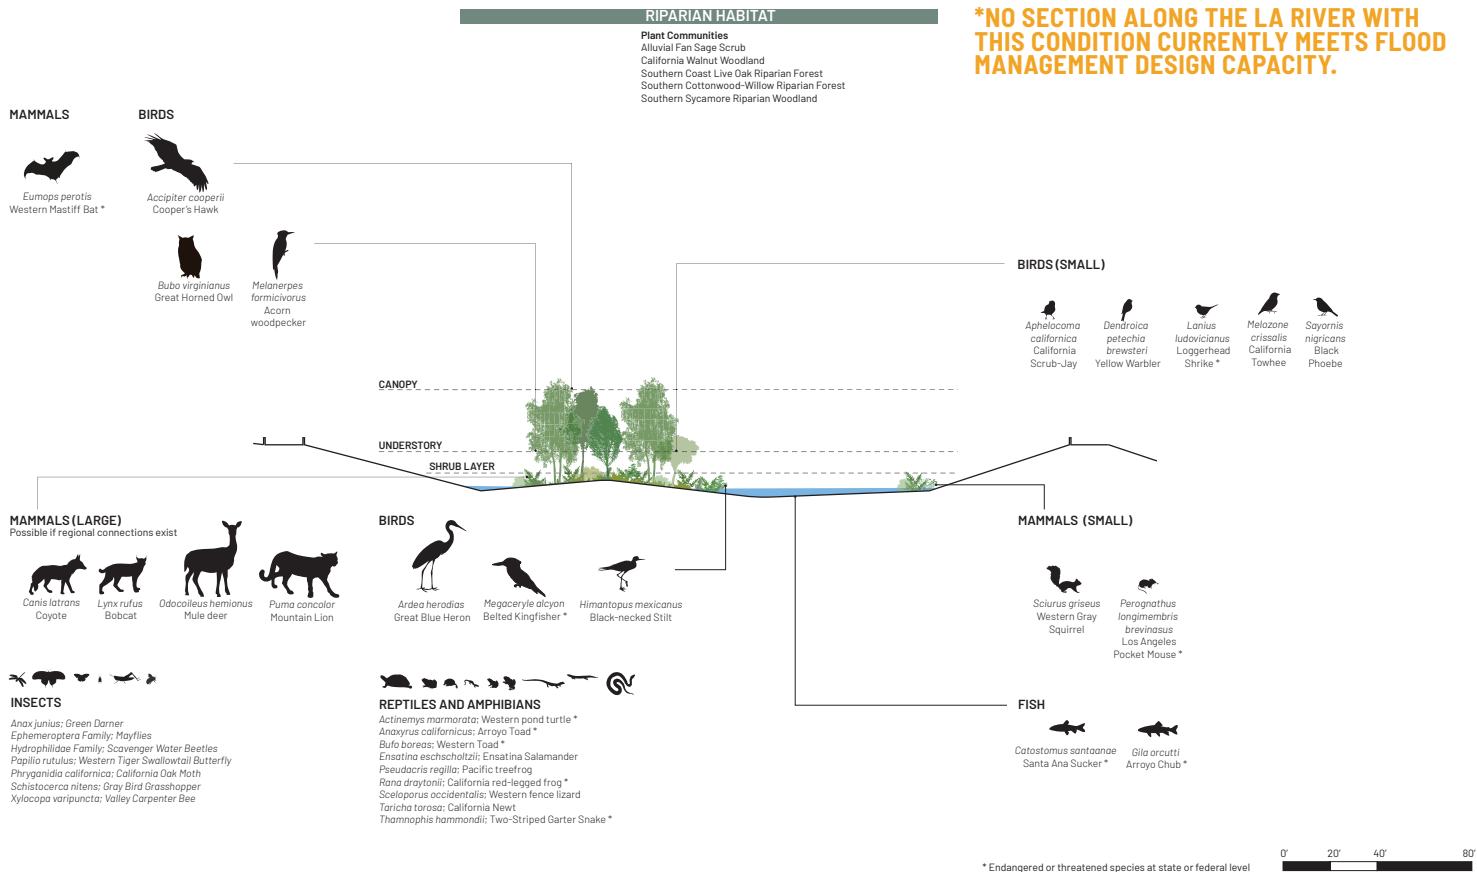 RIPARIAN HABITAT
Plant Communities
Alluvial Fan Sage Scrub
California Walnut Woodland
Southern Coast Live Oak Riparian Forest
Southern Cottonwood-Willow Riparian Forest
Southern Sycamore Riparian Woodland
*NO SECTION ALONG THE LA RIVER WITH
THIS CONDITION CURRENTLY MEETS FLOOD
MANAGEMENT DESIGN CAPACITY.
MAMMALS
Eumops perotis
Western Mastiff Bat *
BIRDS
Accipiter cooperii
Cooper's Hawk
Bubo virginianus
Great Horned Owl
Melanerpes
formicivorus
Acorn
woodpecker
BIRDS (SMALL)
Aphelocoma
californica
California
Scrub-Jay
Dendroica
petechia
brewsteri
Yellow Warbler
Lanius
ludovicianus
Loggerhead
Shrike *
Melozone
crissalis
California
Towhee
Sayornis
nigricans
Black
Phoebe
CANOPY
UNDERSTORY
SHRUB LAYER
MAMMALS (LARGE)
Possible if regional connections exist
Canis latrans
Coyote
Lynx rufus
Bobcat
Odocoileus hemionus
Mule deer
Puma concolor
Mountain Lion
BIRDS
Ardea herodias
Great Blue Heron
Megaceryle alcyon
Belted Kingfisher *
Himantopus mexicanus
Black-necked Stilt
MAMMALS (SMALL)
Sciurus griseus
Western Gray
Squirrel
Perognathus
longimembris
brevinasus
Los Angeles
Pocket Mouse *
INSECTS
Anax junius; Green Darner
Ephemeroptera Family; Mayflies
Hydrophilidae Family; Scavenger Water Beetles
Papilio rutulus; Western Tiger Swallowtail Butterfly
Phryganidia californica; California Oak Moth
Schistocerca nitens; Gray Bird Grasshopper
Xylocopa varipuncta; Valley Carpenter Bee
REPTILES AND AMPHIBIANS
Actinemys marmorata; Western pond turtle *
Anaxyrus californicus; Arroyo Toad *
Bufo boreas; Western Toad *
Ensatina eschscholtzii; Ensatina Salamander
Pseudacris regilla; Pacific treefrog
Rana draytonii; California red-legged frog *
Sceloporus occidentalis; Western fence lizard
Taricha torosa; California Newt
Thamnophis hammondii; Two-Striped Garter Snake *
FISH
Catostomus santaanae
Santa Ana Sucker *
Gila orcutti
Arroyo Chub *
* Endangered or threatened species at state or federal level
0' 20' 40' 80'